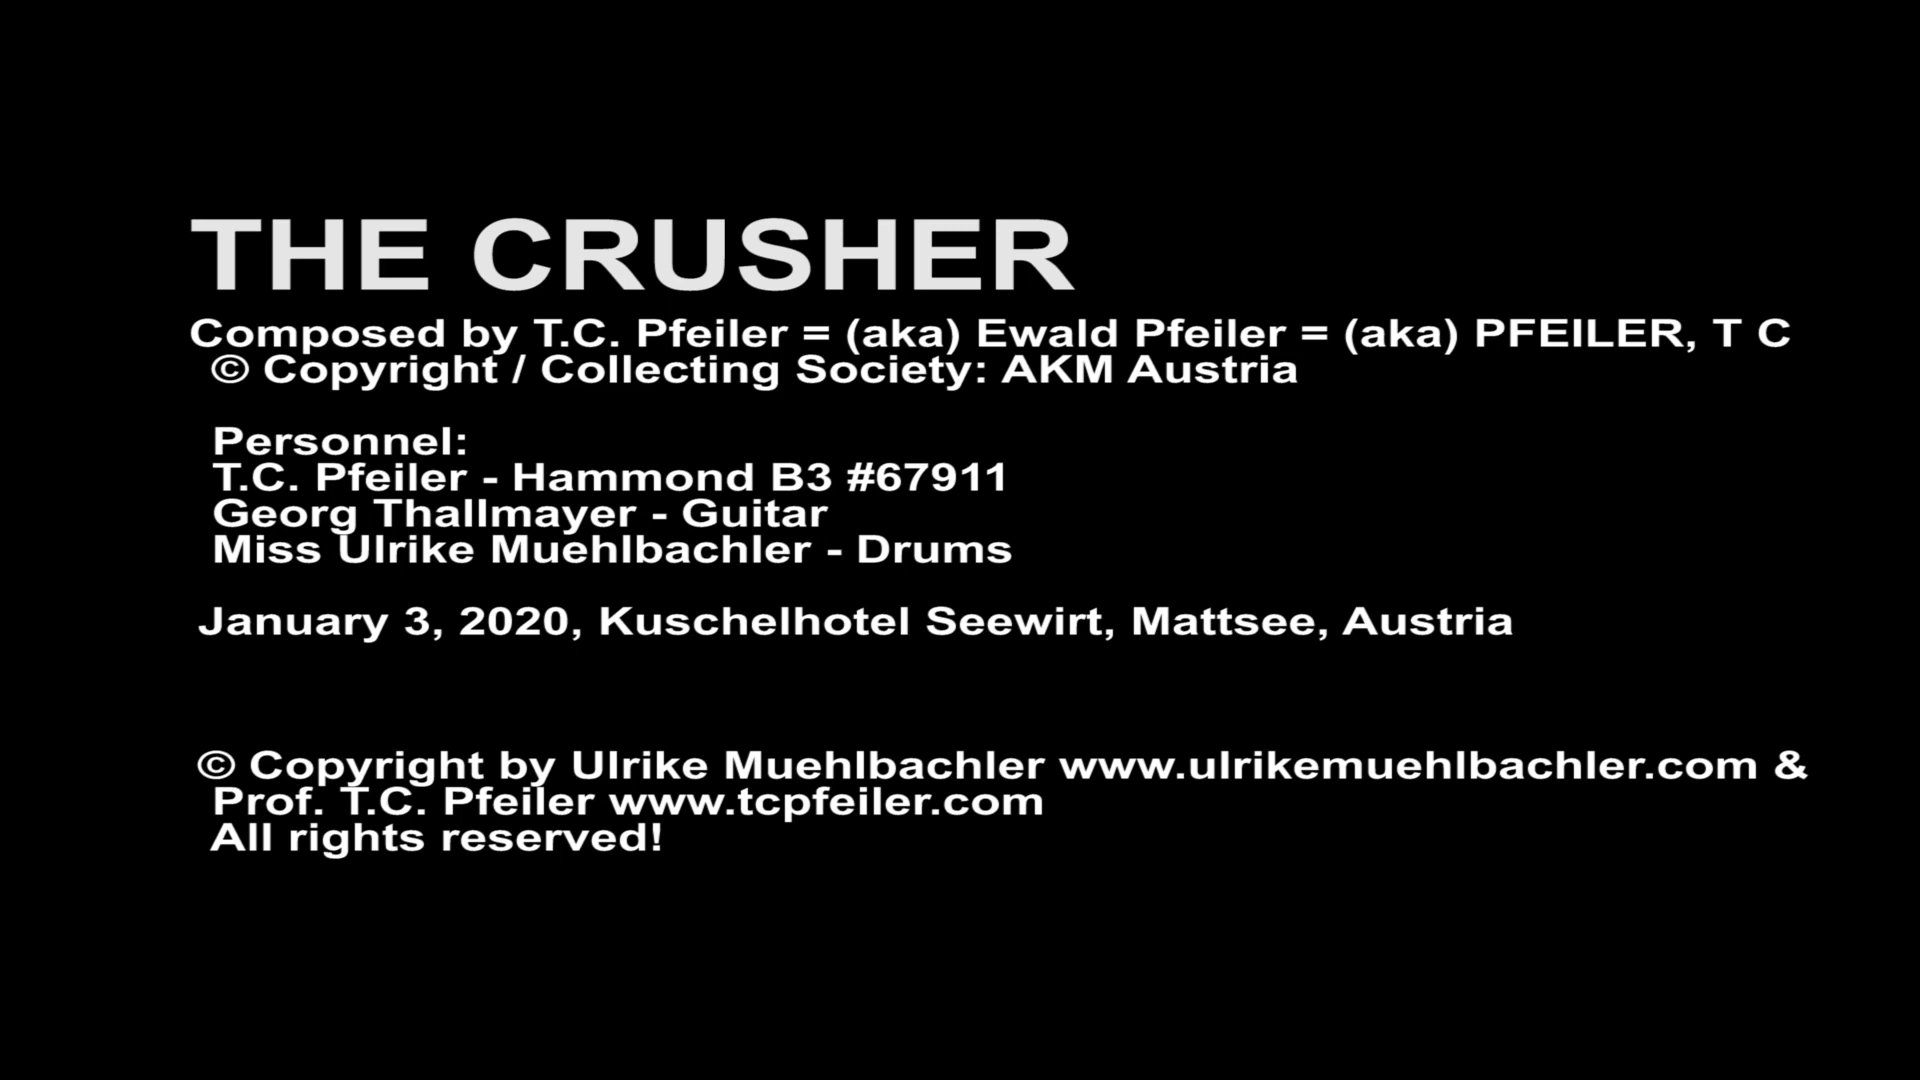 THE CRUSHER
Composed by T.C. Pfeiler = (aka) Ewald Pfeiler = (aka) PFEILER, T C
© Copyright / Collecting Society: AKM Austria
Personnel:
T.C. Pfeiler - Hammond B3 #67911
Georg Thallmayer - Guitar
Miss Ulrike Muehlbachler - Drums
January 3, 2020, Kuschelhotel Seewirt, Mattsee, Austria
© Copyright by Ulrike Muehlbachler www.ulrikemuehlbachler.com &
Prof. T.C. Pfeiler www.tcpfeiler.com
All rights reserved!